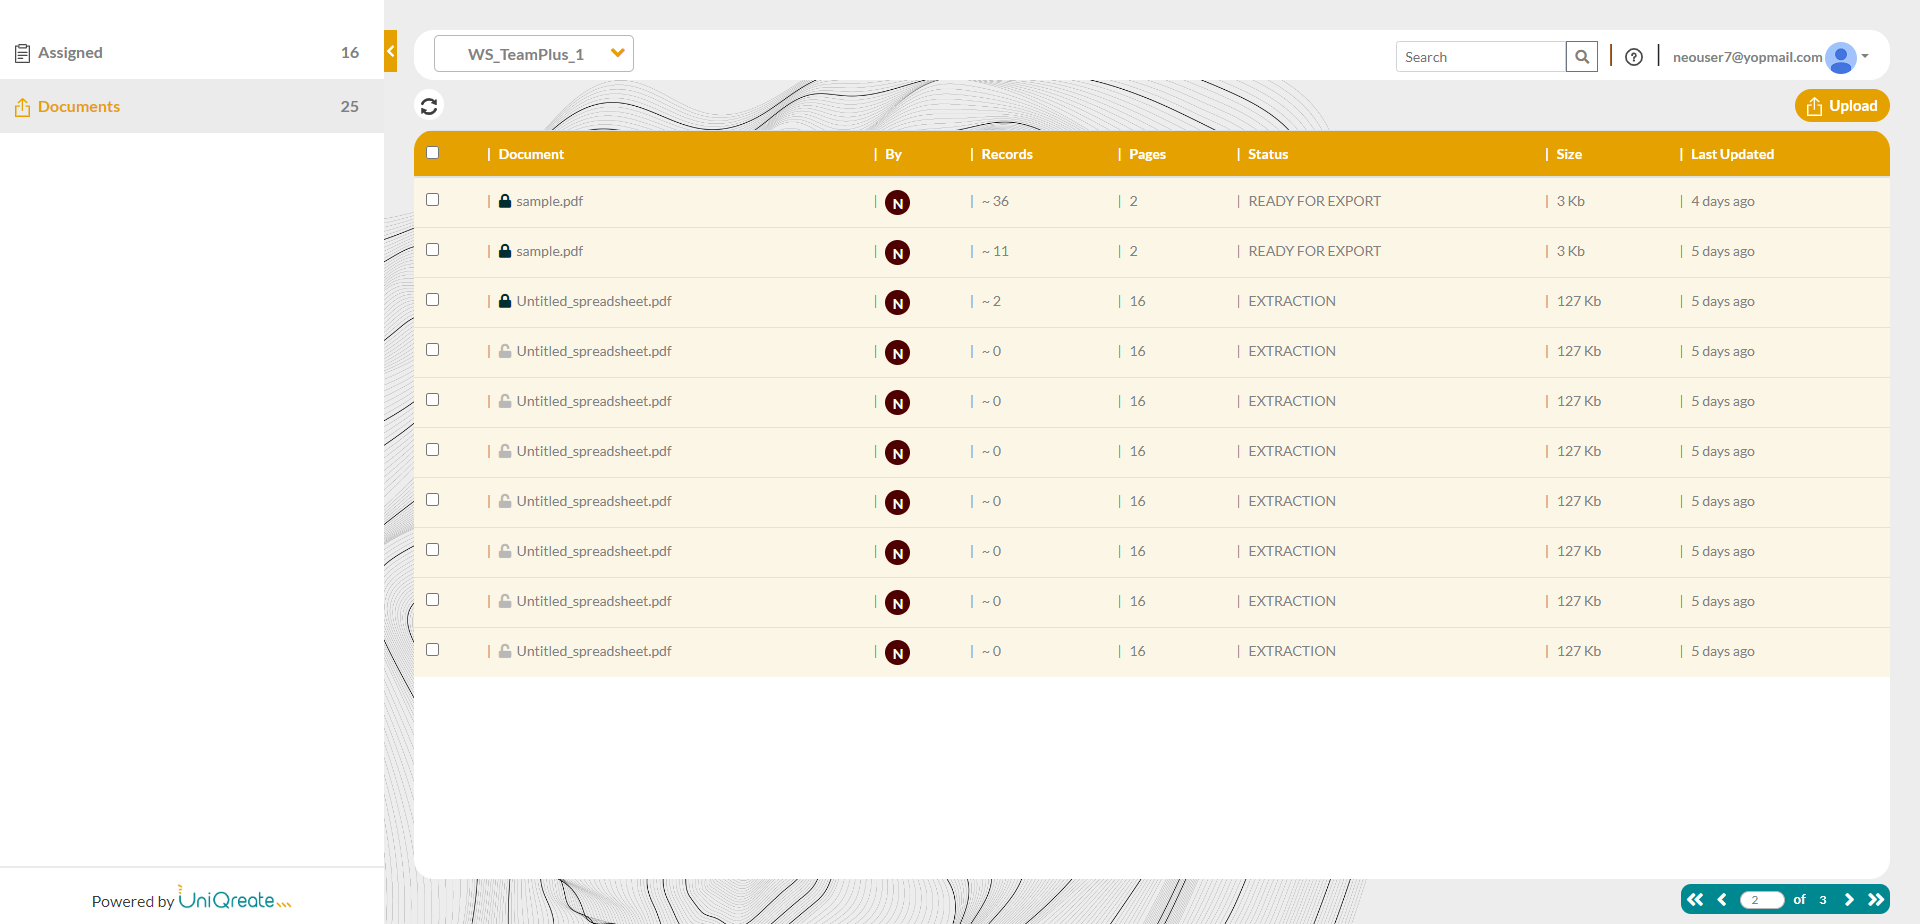 Assigned 16
Documents 25
WS_TeamPlus_1
Search
neouser7@yopmail.com
Upload
| Document | By | Records | Pages | Status | Size | Last Updated
| sample.pdf | N | ~ 36 | 2 | READY FOR EXPORT | 3 Kb | 4 days ago
| sample.pdf | N | ~ 11 | 2 | READY FOR EXPORT | 3 Kb | 5 days ago
| Untitled_spreadsheet.pdf | N | ~ 2 | 16 | EXTRACTION | 127 Kb | 5 days ago
| Untitled_spreadsheet.pdf | N | ~ 0 | 16 | EXTRACTION | 127 Kb | 5 days ago
| Untitled_spreadsheet.pdf | N | ~ 0 | 16 | EXTRACTION | 127 Kb | 5 days ago
| Untitled_spreadsheet.pdf | N | ~ 0 | 16 | EXTRACTION | 127 Kb | 5 days ago
| Untitled_spreadsheet.pdf | N | ~ 0 | 16 | EXTRACTION | 127 Kb | 5 days ago
| Untitled_spreadsheet.pdf | N | ~ 0 | 16 | EXTRACTION | 127 Kb | 5 days ago
| Untitled_spreadsheet.pdf | N | ~ 0 | 16 | EXTRACTION | 127 Kb | 5 days ago
| Untitled_spreadsheet.pdf | N | ~ 0 | 16 | EXTRACTION | 127 Kb | 5 days ago
Powered by UniQreate
2 of 3